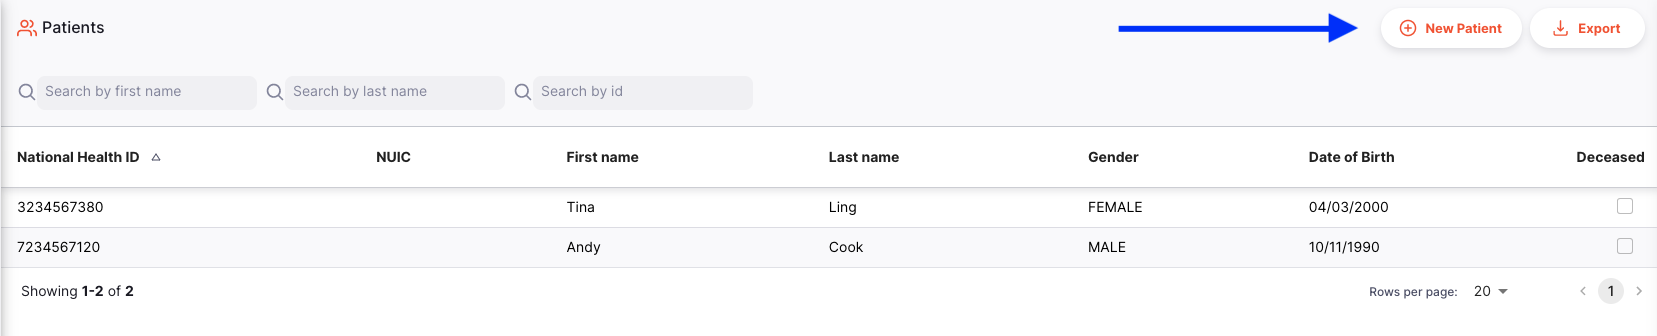 Patients
New Patient
Export
Search by first name
Search by last name
Search by id
National Health ID
NUIC
First name
Last name
Gender
Date of Birth
Deceased
3234567380
Tina
Ling
FEMALE
04/03/2000
7234567120
Andy
Cook
MALE
10/11/1990
Showing 1-2 of 2
Rows per page: 20
1